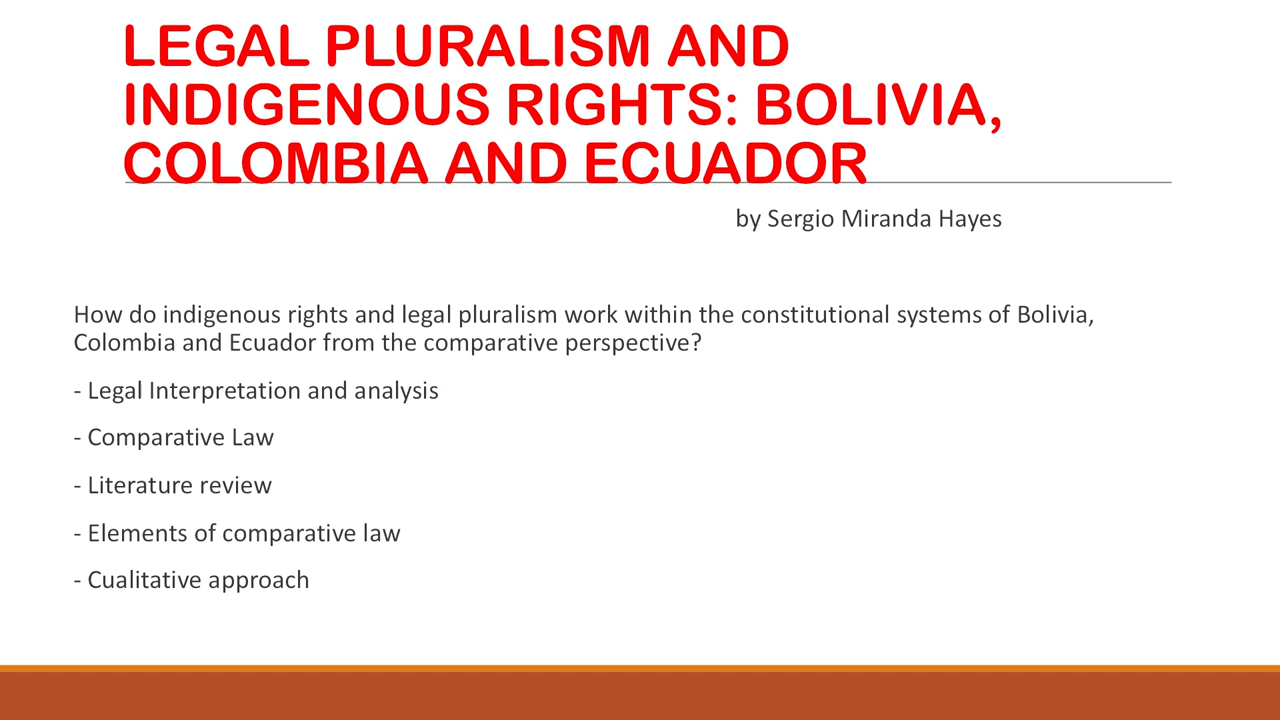 LEGAL PLURALISM AND
INDIGENOUS RIGHTS: BOLIVIA,
COLOMBIA AND ECUADOR
by Sergio Miranda Hayes
How do indigenous rights and legal pluralism work within the constitutional systems of Bolivia,
Colombia and Ecuador from the comparative perspective?
- Legal Interpretation and analysis
- Comparative Law
- Literature review
- Elements of comparative law
- Cualitative approach